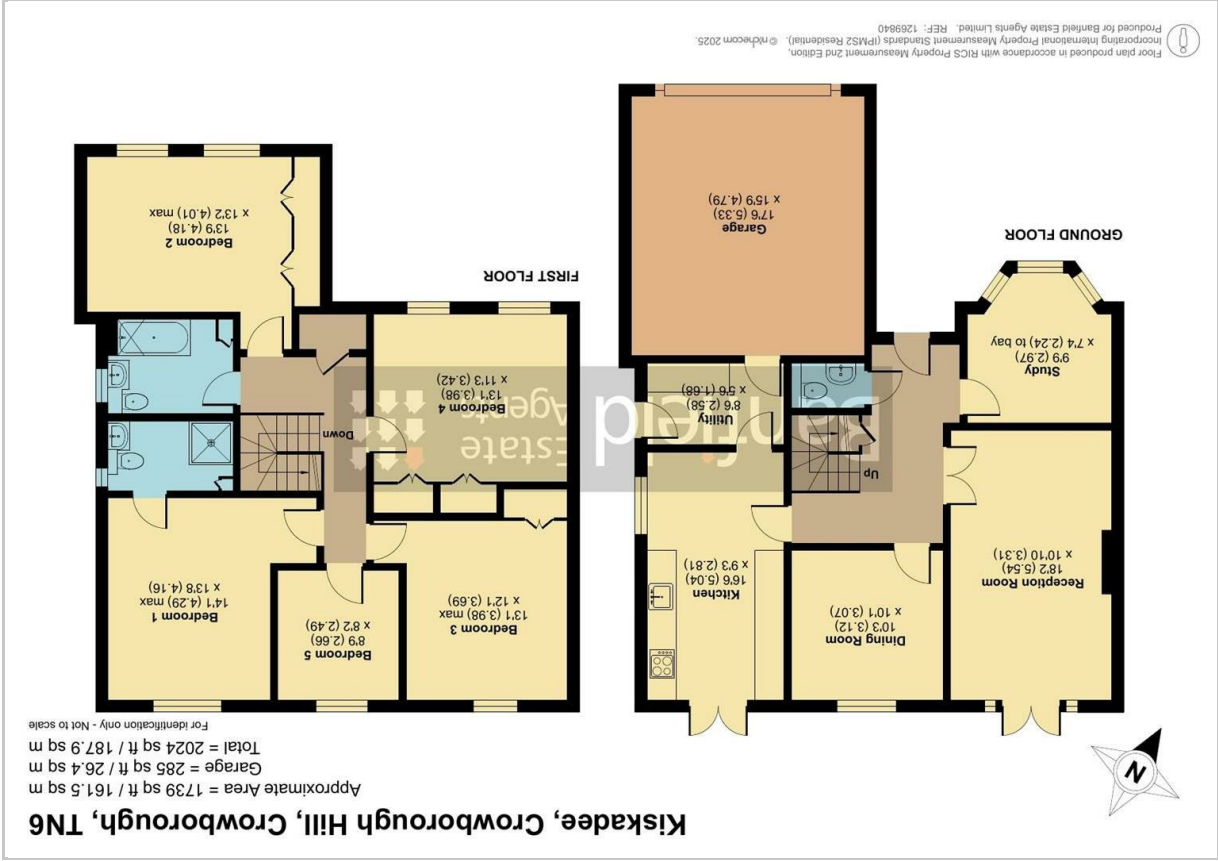 Kiskadee, Crowborough Hill, Crowborough, TN6
Approximate Area = 1739 sq ft / 161.5 sq m
Garage = 285 sq ft / 26.4 sq m
Total = 2024 sq ft / 187.9 sq m
For identification only - Not to scale
N
Reception Room
18'2 (5.54)
x 10'10 (3.31)
Dining Room
10'3 (3.12)
x 10'1 (3.07)
Kitchen
16'6 (5.04)
x 9'3 (2.81)
Up
Utility
8'6 (2.58)
x 5'6 (1.68)
Study
9'9 (2.97)
x 7'4 (2.24) to bay
GROUND FLOOR
Garage
17'6 (5.33)
x 15'9 (4.79)
Bedroom 3
13'1 (3.98) max
x 12'1 (3.69)
Bedroom 5
8'9 (2.66)
x 8'2 (2.49)
Bedroom 1
14'1 (4.29) max
x 13'8 (4.16)
Down
Bedroom 4
13'1 (3.98)
x 11'3 (3.42)
FIRST FLOOR
Bedroom 2
13'9 (4.18)
x 13'2 (4.01) max
Banfield
Estate
Agents
Floor plan produced in accordance with RICS Property Measurement 2nd Edition,
Incorporating International Property Measurement Standards (IPMS2 Residential). ©nichecom 2025.
Produced for Banfield Estate Agents Limited. REF: 1269840